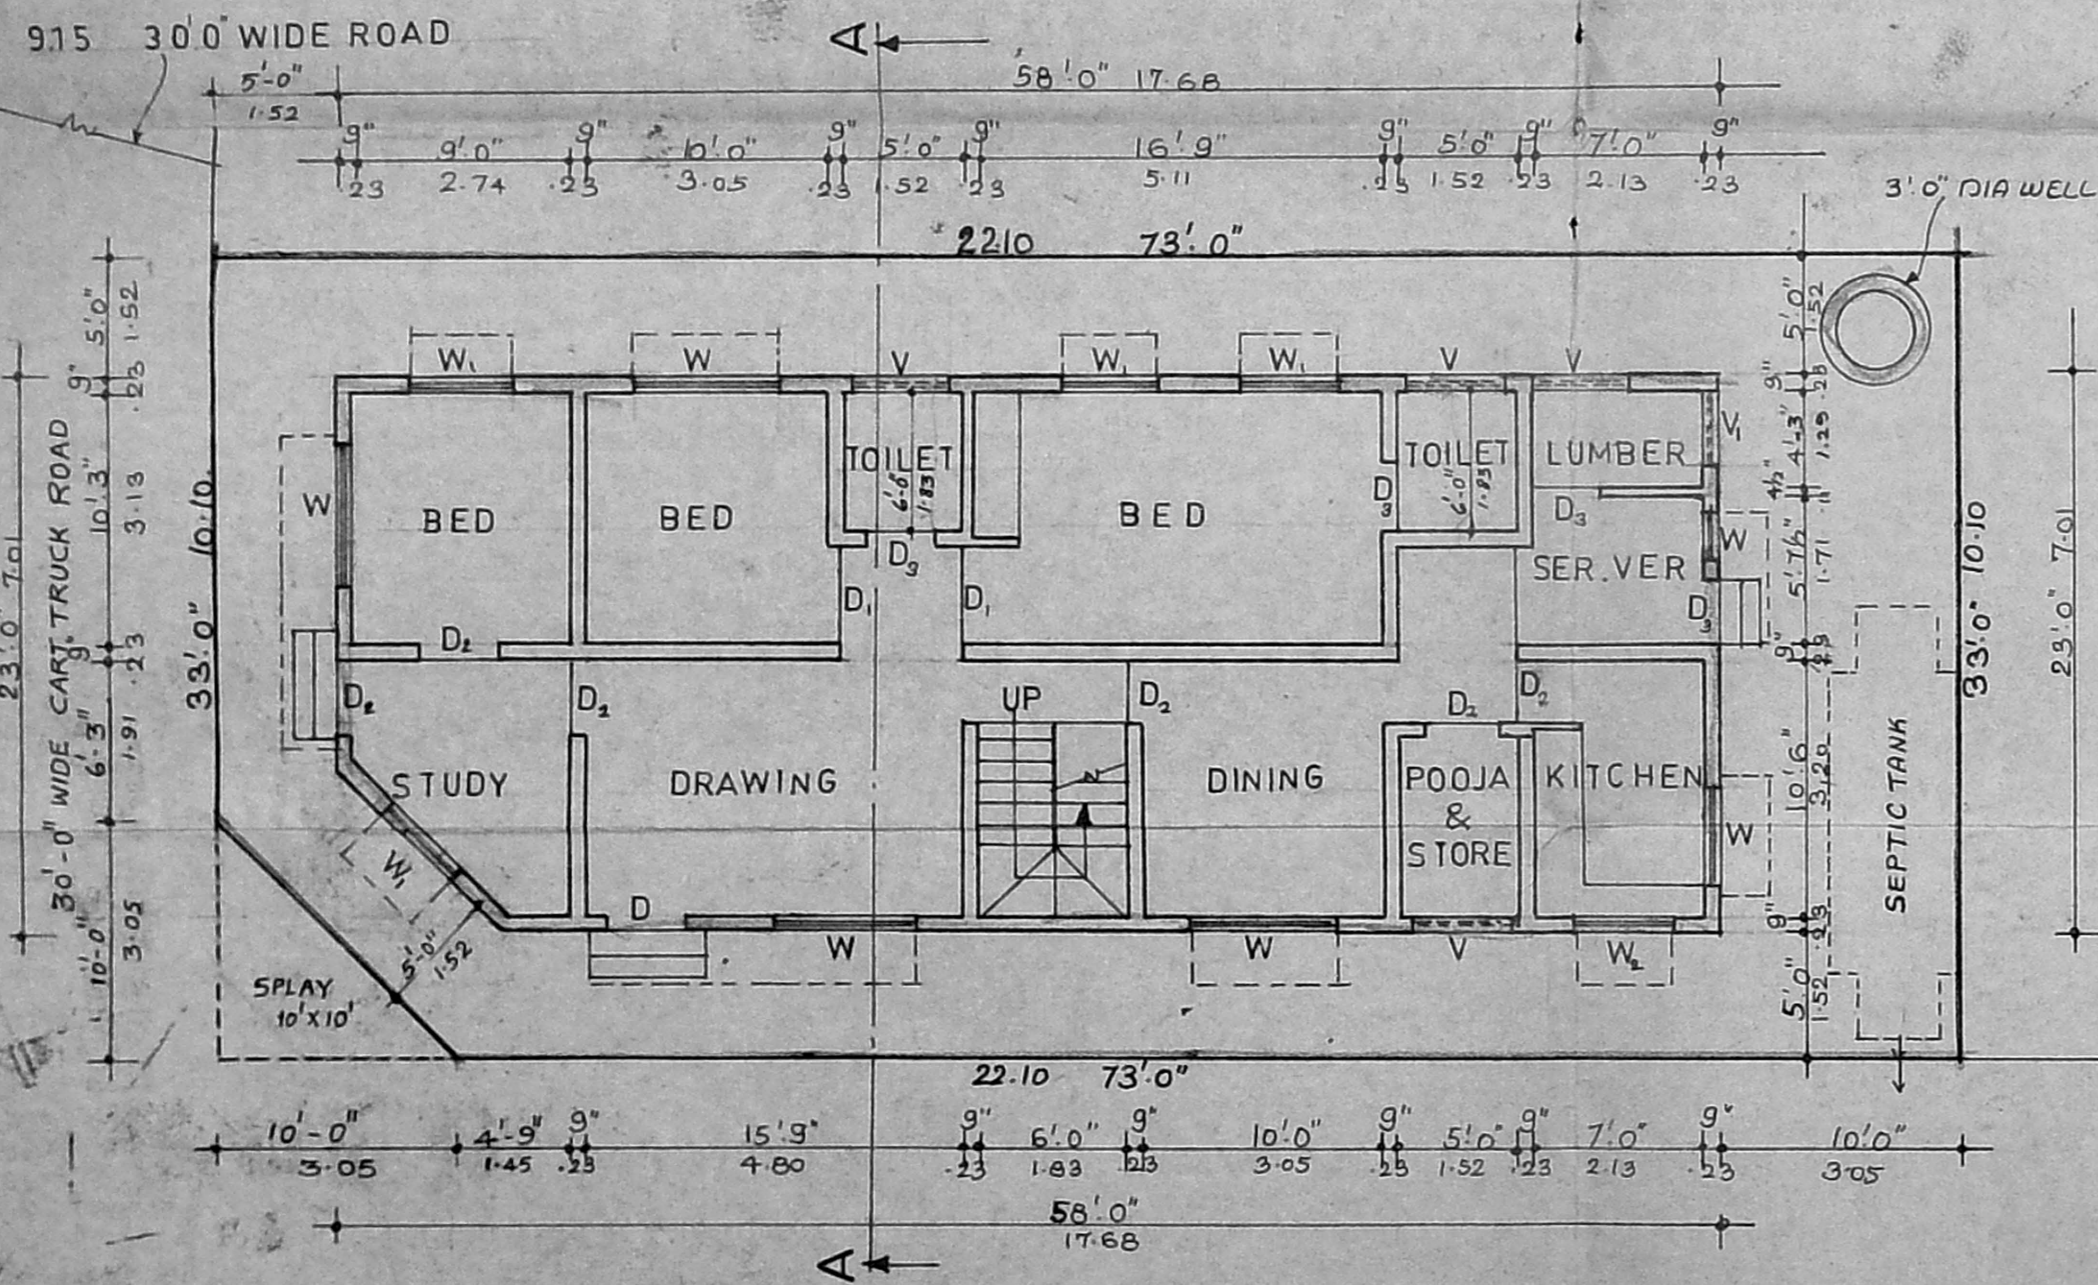 9.15 30'0" WIDE ROAD
A
5'-0"
1.52
58'.0" 17.68
9" 9'.0" 9" 10'.0" 9" 5'.0" 9" 16'.9" 9" 5'.0" 9" 7'.0" 9"
.23 2.74 .23 3.05 .23 1.52 .23 5.11 .23 1.52 .23 2.13 .23
3'.0" DIA WELL
22.10 73'.0"
W1 W V W1 W1 V V
V1
W
BED
BED
TOILET
6'-0"
1.83
BED
TOILET
6'-0"
1.83
LUMBER
D3
D3
D3
W
SER.VER
D1
D1
D3
D2
D2
D2
UP
D2
D2
D2
STUDY
DRAWING
DINING
POOJA
&
STORE
KITCHEN
W
W1
D
W
W
V
W2
5'-0"
1.52
SPLAY
10'X10'
23'.0" 7.01
30'-0" WIDE CART TRUCK ROAD
5'.0" 9" 10'.3" 9" 6'-3" 10'-0"
1.52 .23 3.13 .23 1.91 3.05
33'.0" 10.10
5'.0" 9" 4'-3" 4½" 5'.7½" 9" 10'.6" 9" 5'.0"
1.52 .23 1.29 .11 1.71 .23 3.20 .23 1.52
SEPTIC TANK
33'.0" 10.10
23'.0" 7.01
22.10 73'.0"
10'-0" 4'-9" 9" 15'.9" 9" 6'.0" 9" 10'.0" 9" 5'.0" 9" 7'.0" 9" 10'.0"
3.05 1.45 .23 4.80 .23 1.83 .23 3.05 .23 1.52 .23 2.13 .23 3.05
58'.0"
17.68
A